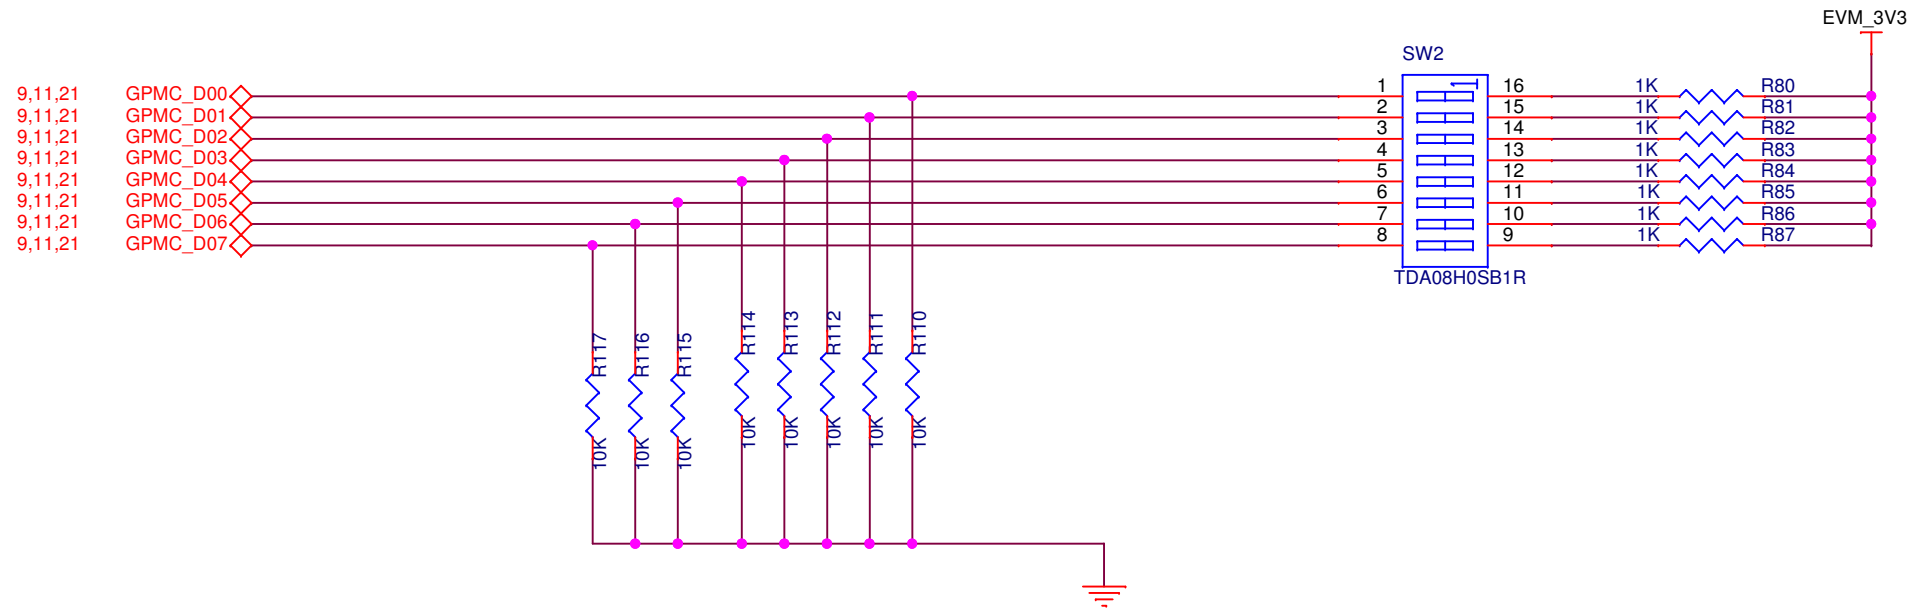 EVM_3V3
SW2
9,11,21 GPMC_D00 1 16 1K R80
9,11,21 GPMC_D01 2 15 1K R81
9,11,21 GPMC_D02 3 14 1K R82
9,11,21 GPMC_D03 4 13 1K R83
9,11,21 GPMC_D04 5 12 1K R84
9,11,21 GPMC_D05 6 11 1K R85
9,11,21 GPMC_D06 7 10 1K R86
9,11,21 GPMC_D07 8 9 1K R87
1
TDA08H0SB1R
R117 R116 R115 R114 R113 R112 R111 R110
10K 10K 10K 10K 10K 10K 10K 10K